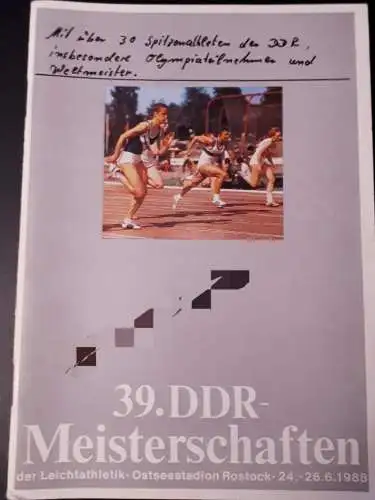 Mit über 30 Spitzenathleten der DDR,
insbesondere Olympiateilnehmer und
Weltmeister.
39. DDR-
Meisterschaften
der Leichtathletik - Ostseestadion Rostock - 24.-26.6.1988